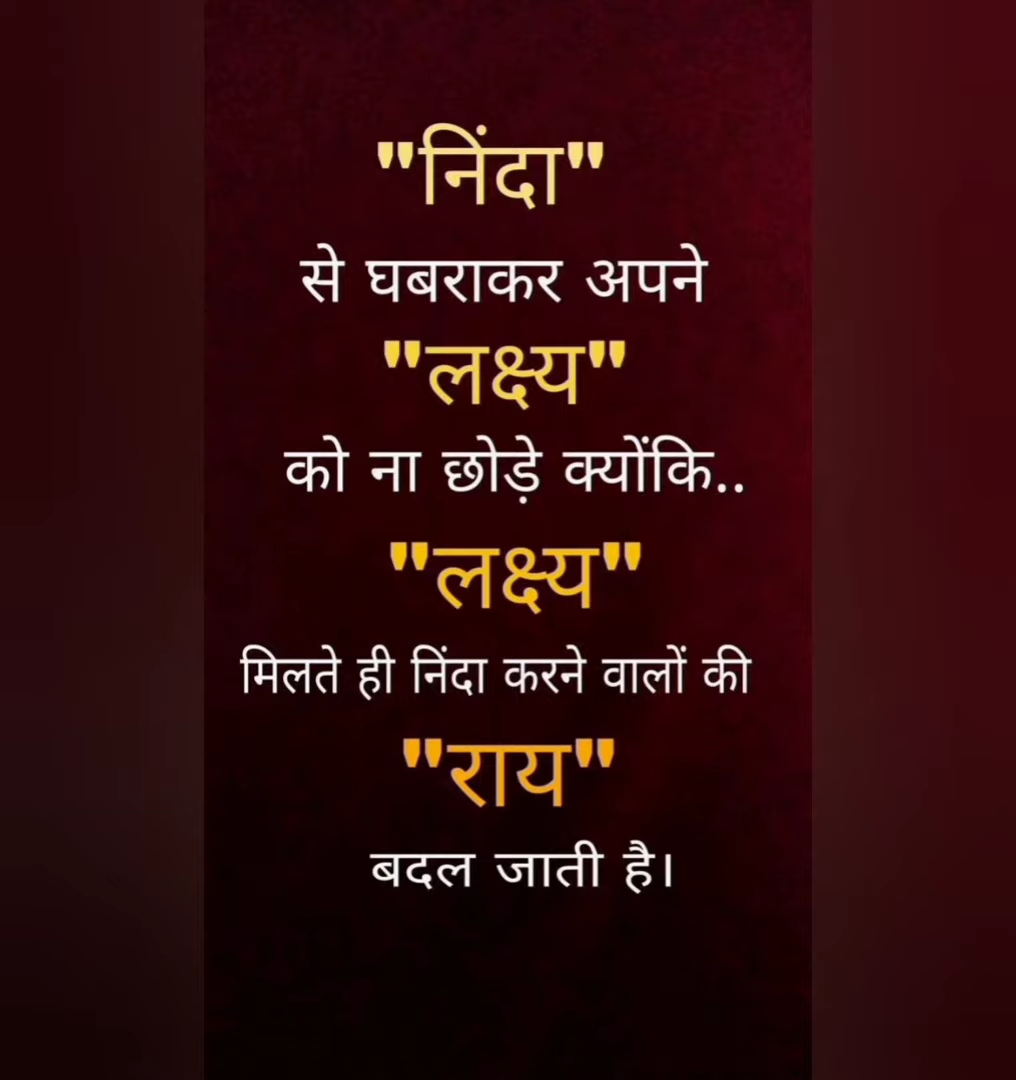 "निंदा"
से घबराकर अपने
"लक्ष्य"
को ना छोड़े क्योंकि..
"लक्ष्य"
मिलते ही निंदा करने वालों की
"राय"
बदल जाती है।